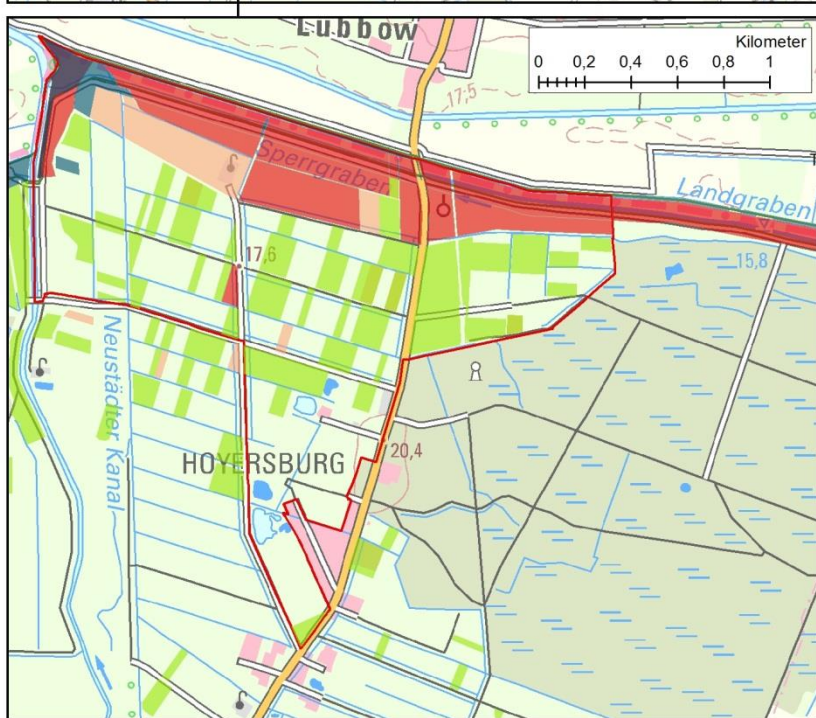 Lübbow
Kilometer
0 0,2 0,4 0,6 0,8 1
17,5
Sperrgraben
Landgraben
17,6
15,8
Neustädter Kanal
HOYERSBURG
20,4